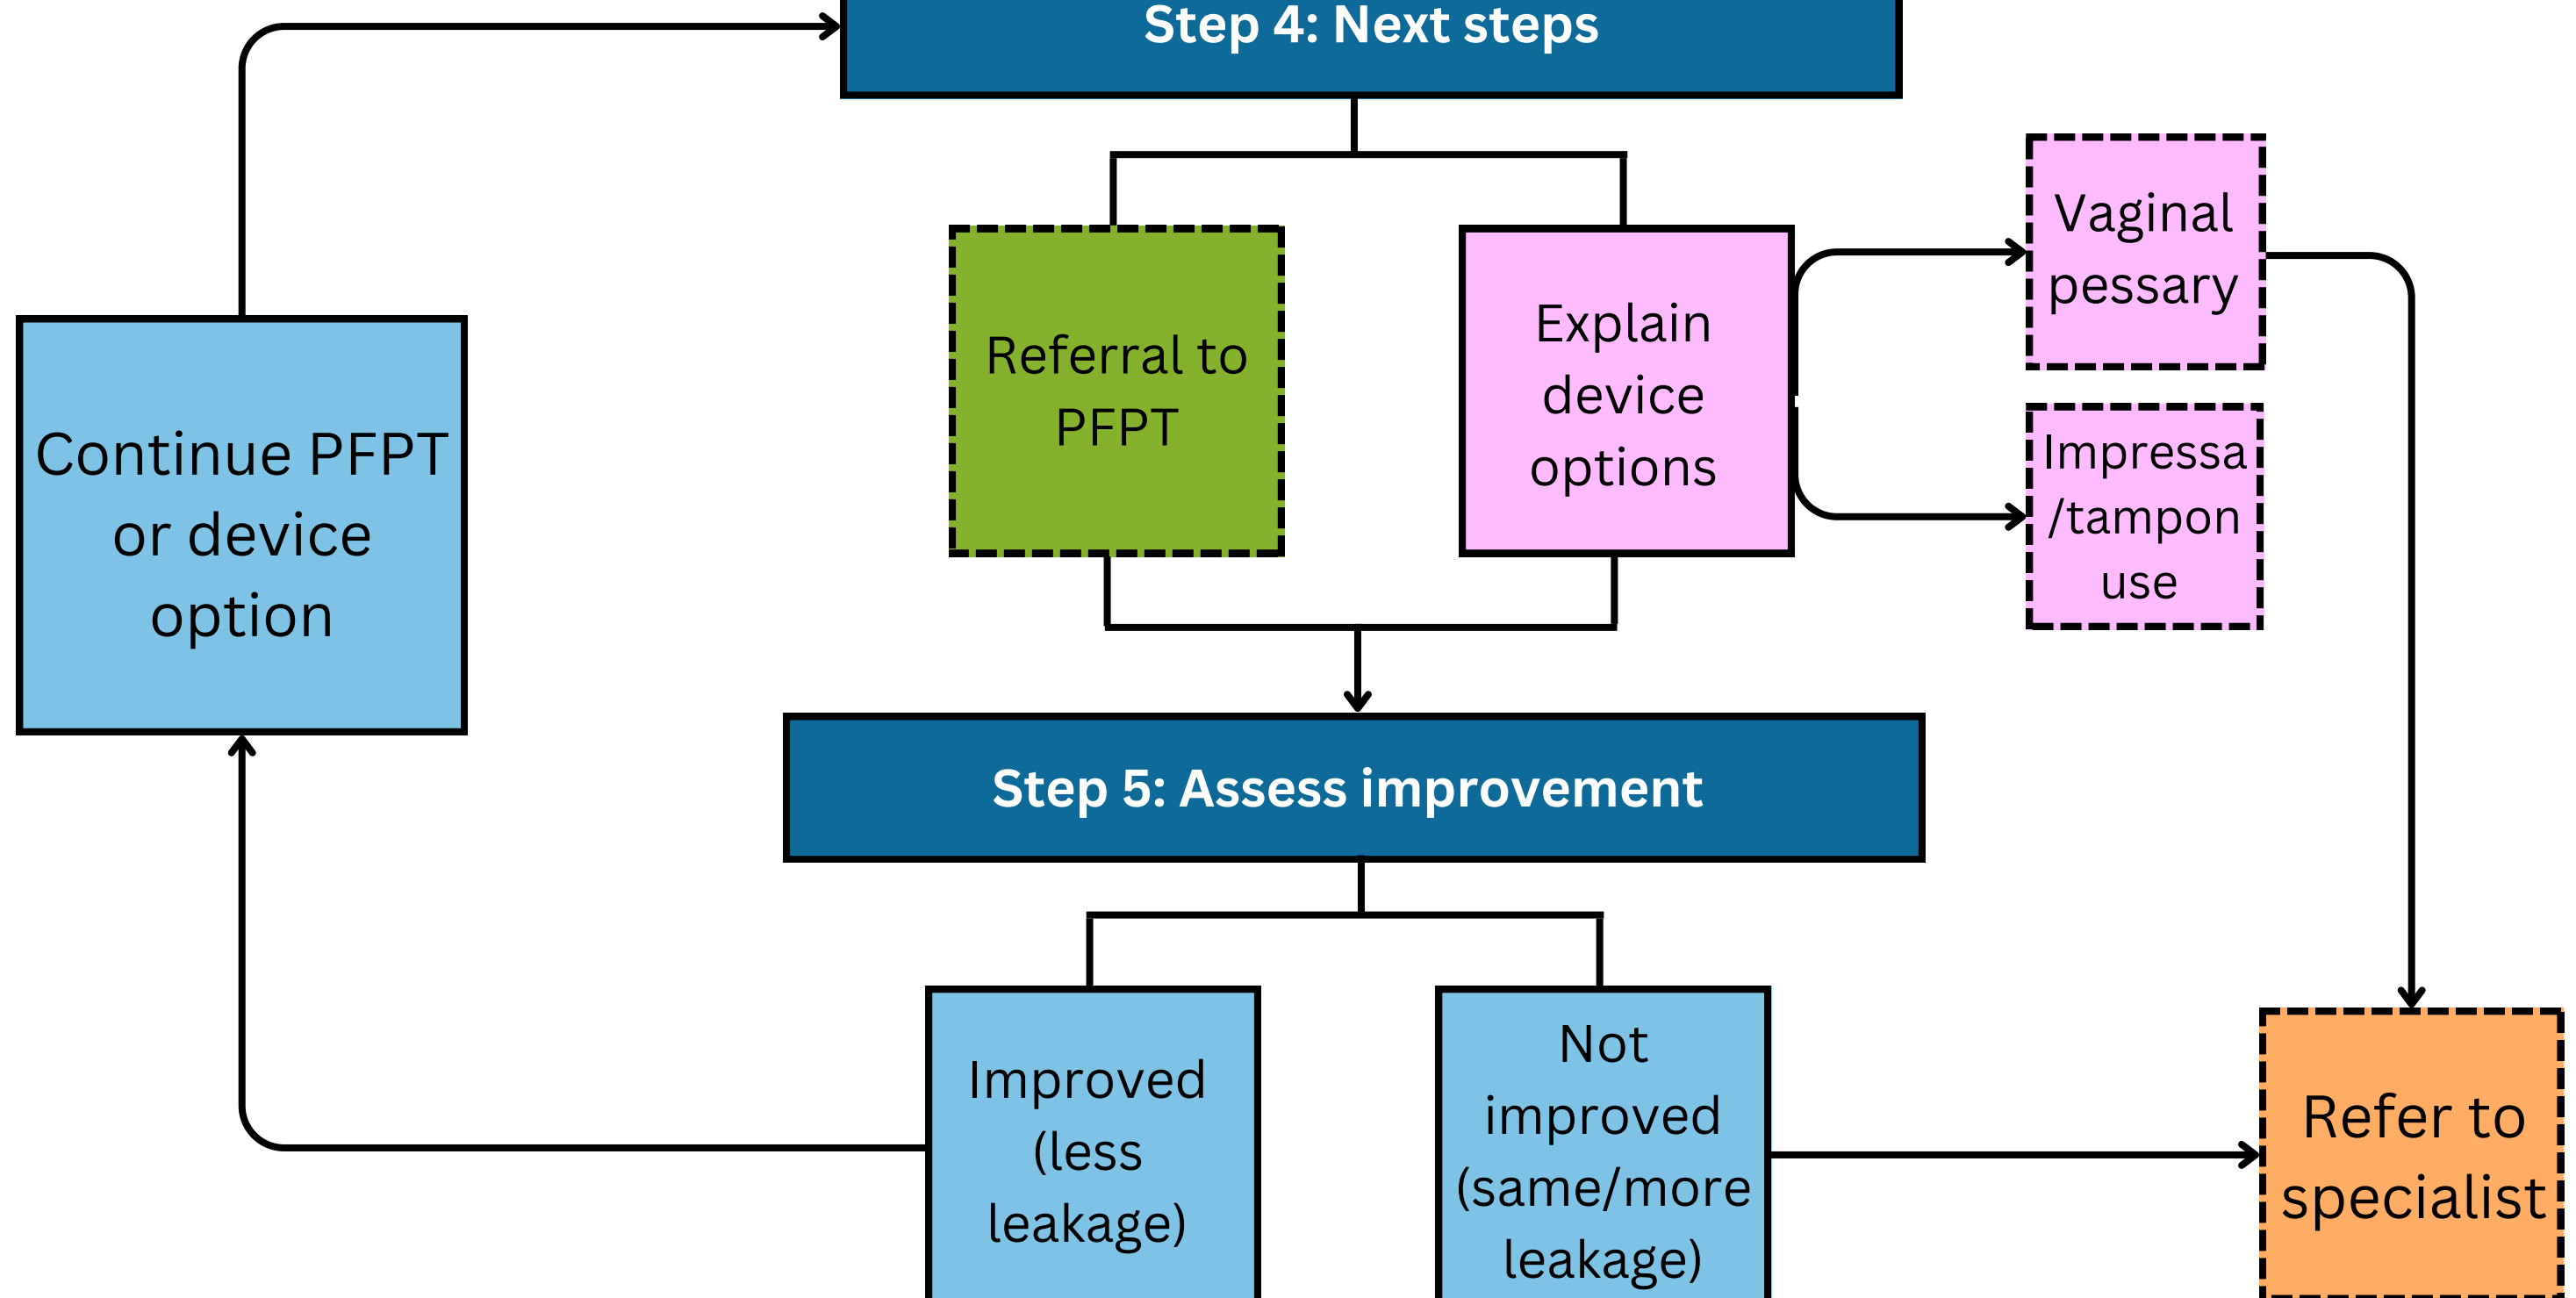 Step 4: Next steps
Vaginal
pessary
Referral to
PFPT
Explain
device
options
Continue PFPT
or device
option
Impressa
/tampon
use
Step 5: Assess improvement
Improved
(less
leakage)
Not
improved
(same/more
leakage)
Refer to
specialist